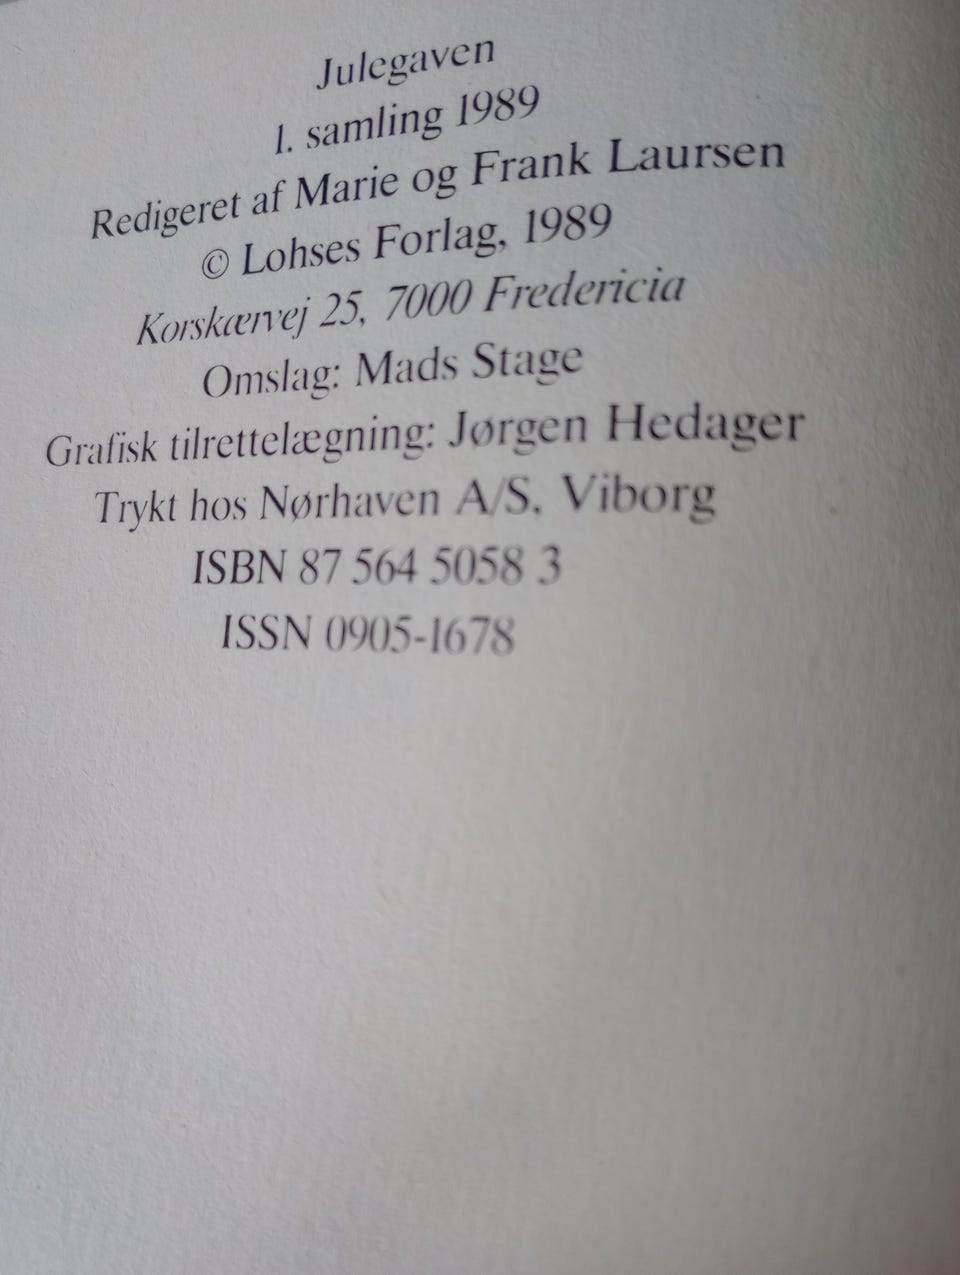 Julegaven
1. samling 1989
Redigeret af Marie og Frank Laursen
© Lohses Forlag, 1989
Korskærvej 25, 7000 Fredericia
Omslag: Mads Stage
Grafisk tilrettelægning: Jørgen Hedager
Trykt hos Nørhaven A/S, Viborg
ISBN 87 564 5058 3
ISSN 0905-1678